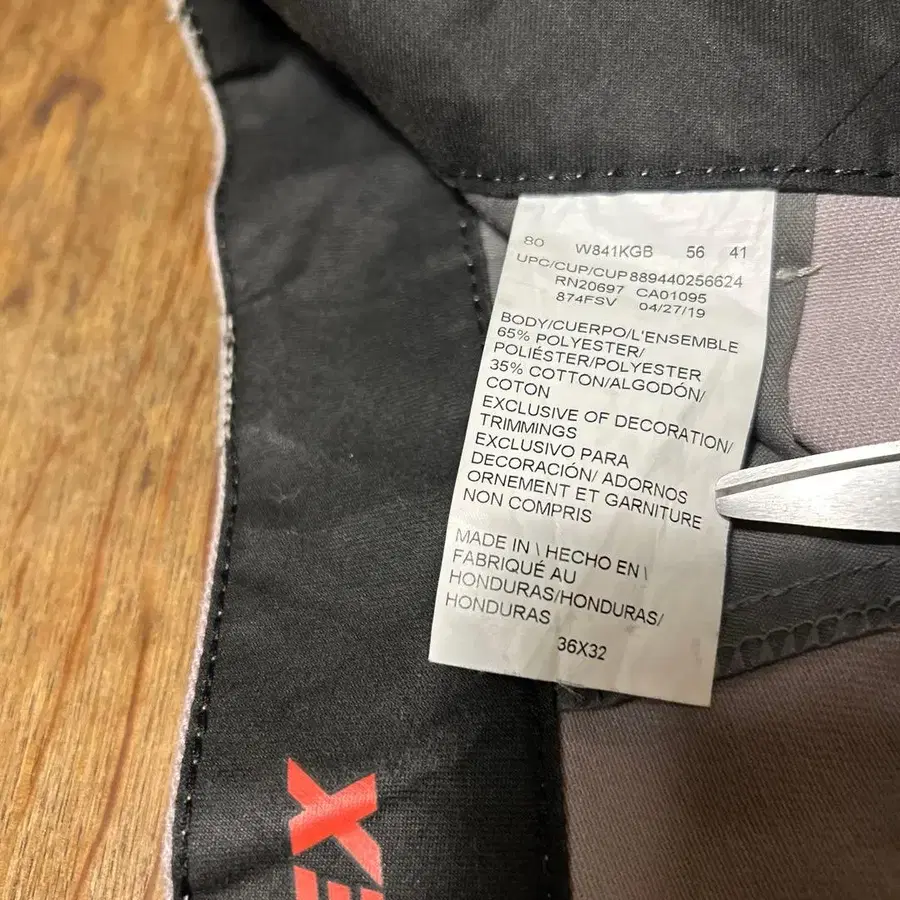 80 W841KGB 56 41
UPC/CUP/CUP889440256624
RN20697 CA01095
874FSV 04/27/19
BODY/CUERPO/L'ENSEMBLE
65% POLYESTER/
POLIÉSTER/POLYESTER
35% COTTON/ALGODÓN/
COTON
EXCLUSIVE OF DECORATION/
TRIMMINGS
EXCLUSIVO PARA
DECORACIÓN/ ADORNOS
ORNEMENT ET GARNITURE
NON COMPRIS
MADE IN \ HECHO EN \
FABRIQUÉ AU
HONDURAS/HONDURAS/
HONDURAS
36X32
EX